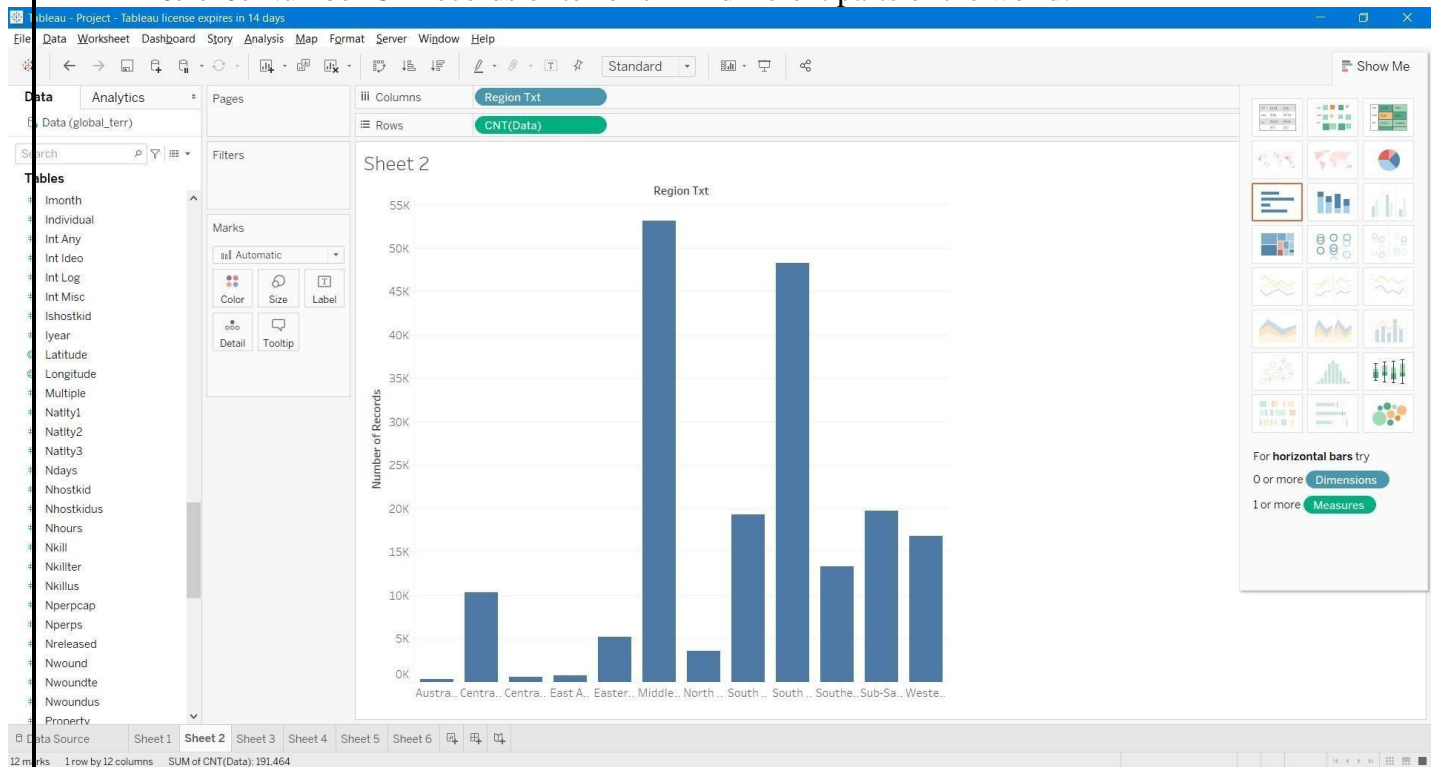 Tableau - Project - Tableau license expires in 14 days
File Data Worksheet Dashboard Story Analysis Map Format Server Window Help
Standard
Show Me
Data Analytics Pages
iii Columns Region Txt
Data (global_terr)
Rows CNT(Data)
Search
Filters
Sheet 2
Tables
Imonth
Individual
Int Any
Int Ideo
Int Log
Int Misc
Ishostkid
Iyear
Latitude
Longitude
Multiple
Natlty1
Natlty2
Natlty3
Ndays
Nhostkid
Nhostkidus
Nhours
Nkill
Nkillter
Nkillus
Nperpcap
Nperps
Nreleased
Nwound
Nwoundte
Nwoundus
Property
Marks
Automatic
Color Size Label
Detail Tooltip
Region Txt
55K
50K
45K
40K
35K
30K
25K
20K
15K
10K
5K
0K
Number of Records
Austra.. Centra.. Centra.. East A.. Easter.. Middle.. North .. South .. South .. Southe.. Sub-Sa.. Weste..
For horizontal bars try
0 or more Dimensions
1 or more Measures
Data Source Sheet 1 Sheet 2 Sheet 3 Sheet 4 Sheet 5 Sheet 6
12 marks 1 row by 12 columns SUM of CNT(Data): 191,464